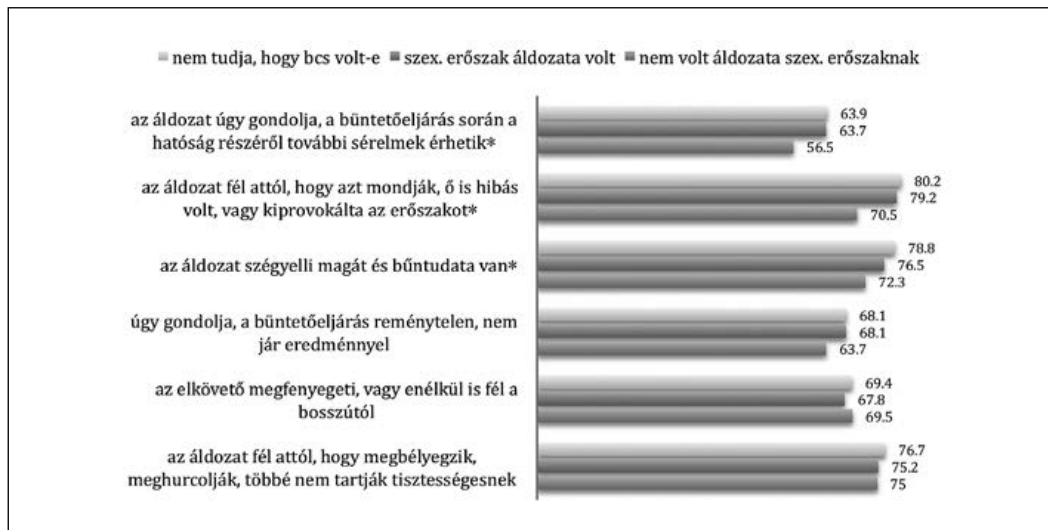 nem tudja, hogy bcs volt-e szex. erőszak áldozata volt nem volt áldozata szex. erőszaknak
az áldozat úgy gondolja, a büntetőeljárás során a
hatóság részéről további sérelmek érhetik*
63.9
63.7
56.5
az áldozat fél attól, hogy azt mondják, ő is hibás
volt, vagy kiprovokálta az erőszakot*
80.2
79.2
70.5
az áldozat szégyelli magát és bűntudata van*
78.8
76.5
72.3
úgy gondolja, a büntetőeljárás reménytelen, nem
jár eredménnyel
68.1
68.1
63.7
az elkövető megfenyegeti, vagy enélkül is fél a
bosszútól
69.4
67.8
69.5
az áldozat fél attól, hogy megbélyegzik,
meghurcolják, többé nem tartják tisztességesnek
76.7
75.2
75